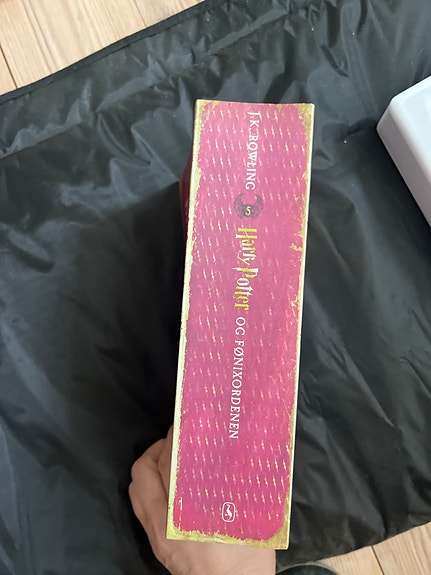 J.K. ROWLING
5
Harry Potter
OG FØNIXORDENEN